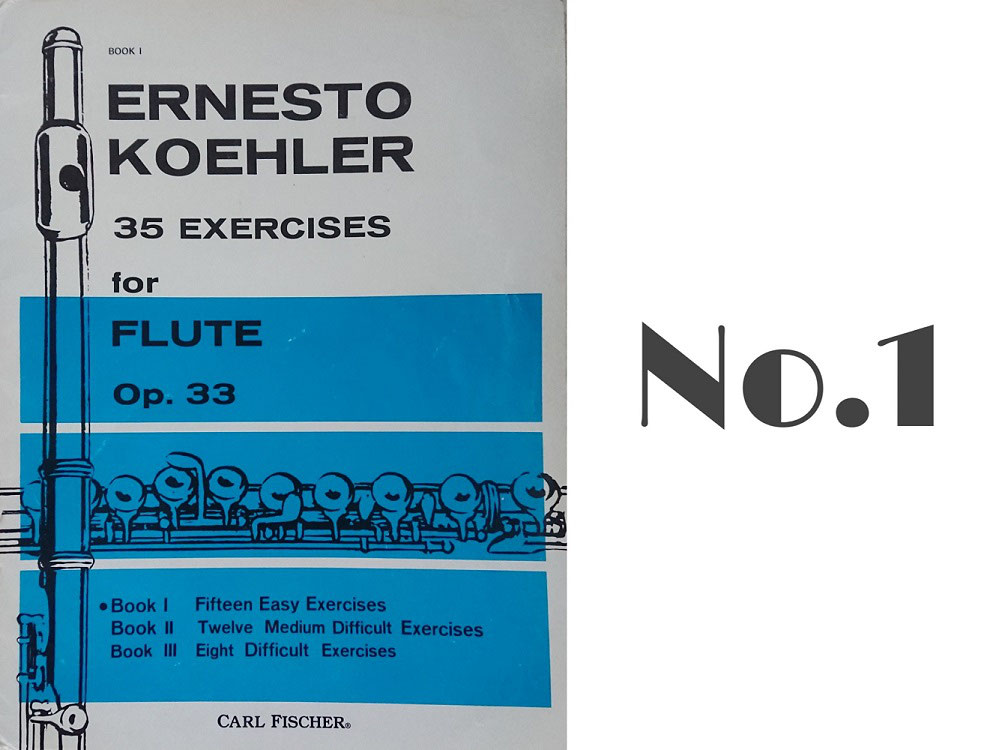 BOOK I
ERNESTO
KOEHLER
35 EXERCISES
for
FLUTE
Op. 33
• Book I Fifteen Easy Exercises
Book II Twelve Medium Difficult Exercises
Book III Eight Difficult Exercises
CARL FISCHER®
No.1